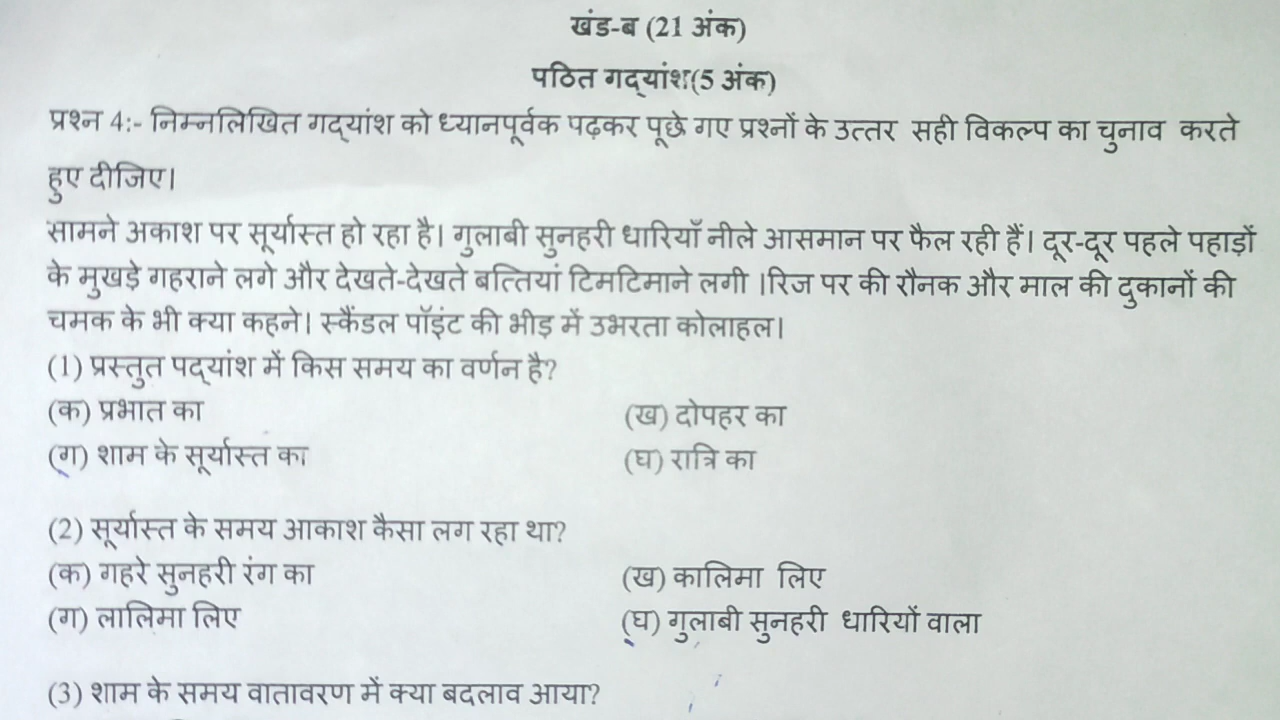 खंड-ब (21 अंक)
पठित गद्यांश(5 अंक)
प्रश्न 4:- निम्नलिखित गद्यांश को ध्यानपूर्वक पढ़कर पूछे गए प्रश्नों के उत्तर सही विकल्प का चुनाव करते
हुए दीजिए।
सामने अकाश पर सूर्यास्त हो रहा है। गुलाबी सुनहरी धारियाँ नीले आसमान पर फैल रही हैं। दूर-दूर पहले पहाड़ों
के मुखड़े गहराने लगे और देखते-देखते बत्तियां टिमटिमाने लगी ।रिज पर की रौनक और माल की दुकानों की
चमक के भी क्या कहने। स्कैंडल पॉइंट की भीड़ में उभरता कोलाहल।
(1) प्रस्तुत पद्यांश में किस समय का वर्णन है?
(क) प्रभात का (ख) दोपहर का
(ग) शाम के सूर्यास्त का (घ) रात्रि का
(2) सूर्यास्त के समय आकाश कैसा लग रहा था?
(क) गहरे सुनहरी रंग का (ख) कालिमा लिए
(ग) लालिमा लिए (घ) गुलाबी सुनहरी धारियों वाला
(3) शाम के समय वातावरण में क्या बदलाव आया?